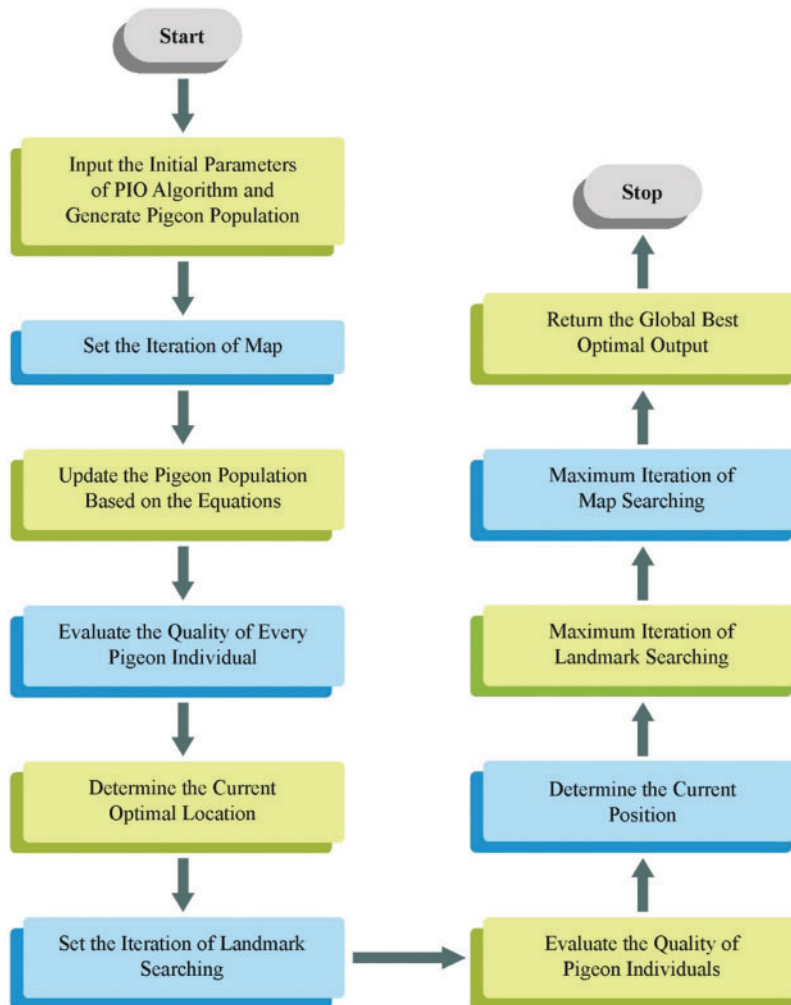 Start
Input the Initial Parameters
of PIO Algorithm and
Generate Pigeon Population
Set the Iteration of Map
Update the Pigeon Population
Based on the Equations
Evaluate the Quality of Every
Pigeon Individual
Determine the Current
Optimal Location
Set the Iteration of Landmark
Searching
Evaluate the Quality of
Pigeon Individuals
Determine the Current
Position
Maximum Iteration of
Landmark Searching
Maximum Iteration of
Map Searching
Return the Global Best
Optimal Output
Stop